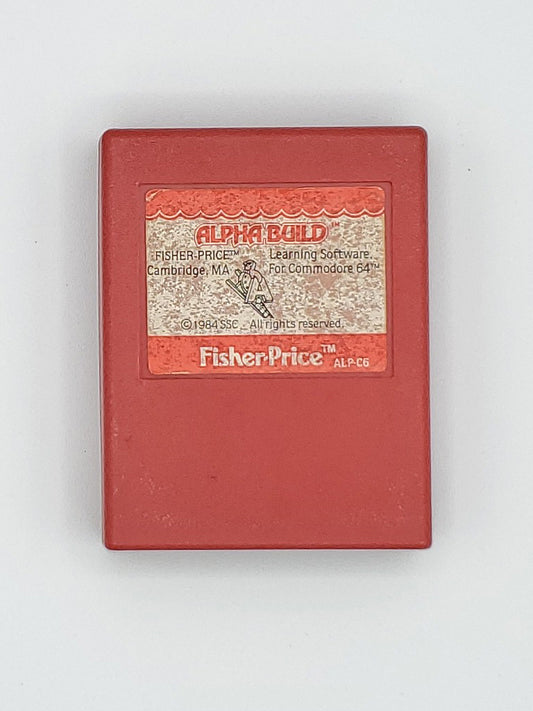 ALPHA BUILD™
FISHER-PRICE™ Learning Software.
Cambridge, MA For Commodore 64™
© 1984 SSC All rights reserved.
Fisher-Price™
ALP-C6